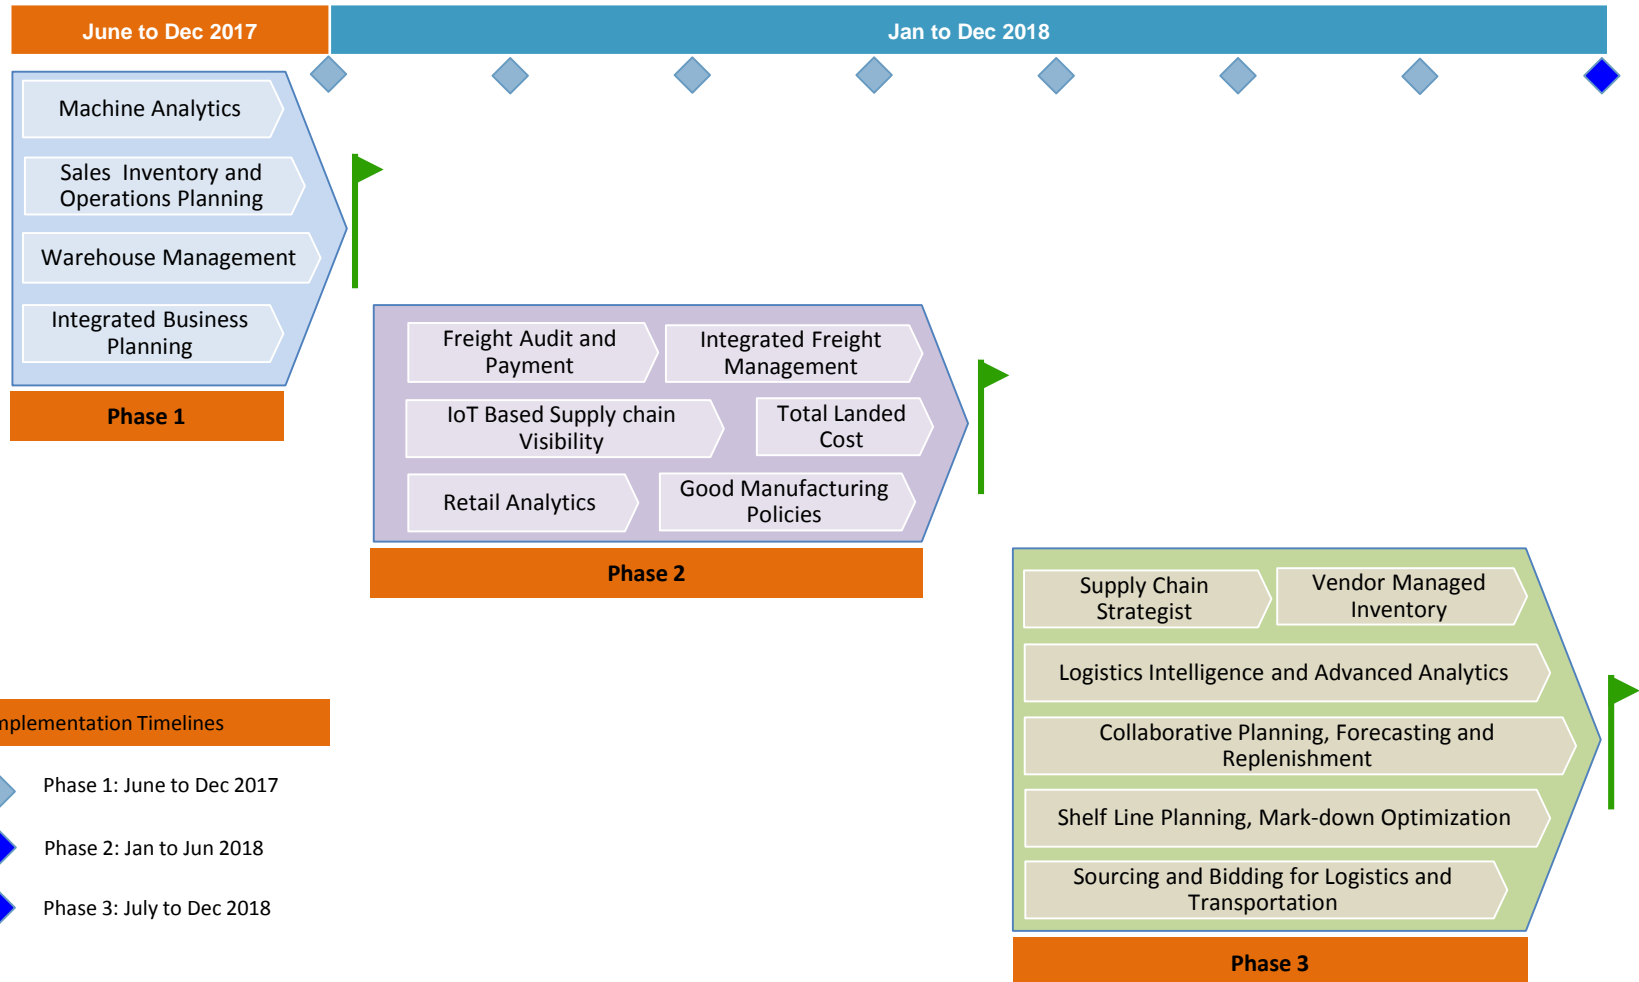 June to Dec 2017
Jan to Dec 2018
Machine Analytics
Sales Inventory and
Operations Planning
Warehouse Management
Integrated Business
Planning
Phase 1
Freight Audit and
Payment
Integrated Freight
Management
IoT Based Supply chain
Visibility
Total Landed
Cost
Retail Analytics
Good Manufacturing
Policies
Phase 2
Supply Chain
Strategist
Vendor Managed
Inventory
Logistics Intelligence and Advanced Analytics
Collaborative Planning, Forecasting and
Replenishment
Shelf Line Planning, Mark-down Optimization
Sourcing and Bidding for Logistics and
Transportation
Phase 3
mplementation Timelines
Phase 1: June to Dec 2017
Phase 2: Jan to Jun 2018
Phase 3: July to Dec 2018